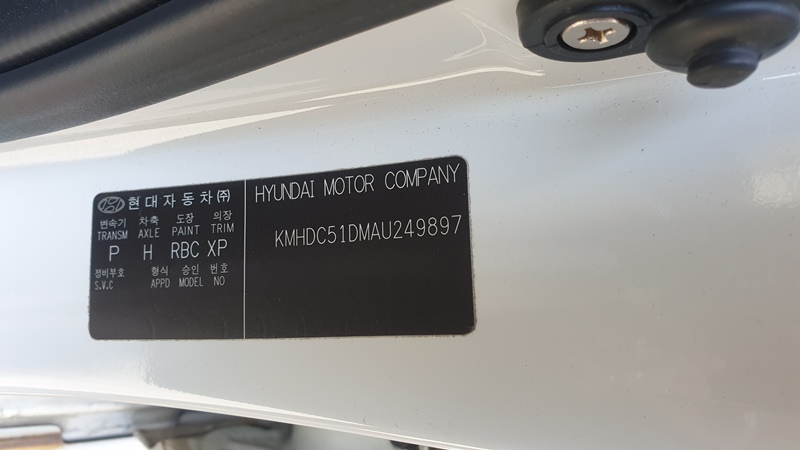 현대자동차㈜
변속기 차축 도장 의장
TRANSM AXLE PAINT TRIM
P H RBC XP
정비부호 형식 승인 번호
S.V.C APPD MODEL NO
HYUNDAI MOTOR COMPANY
KMHDC51DMAU249897